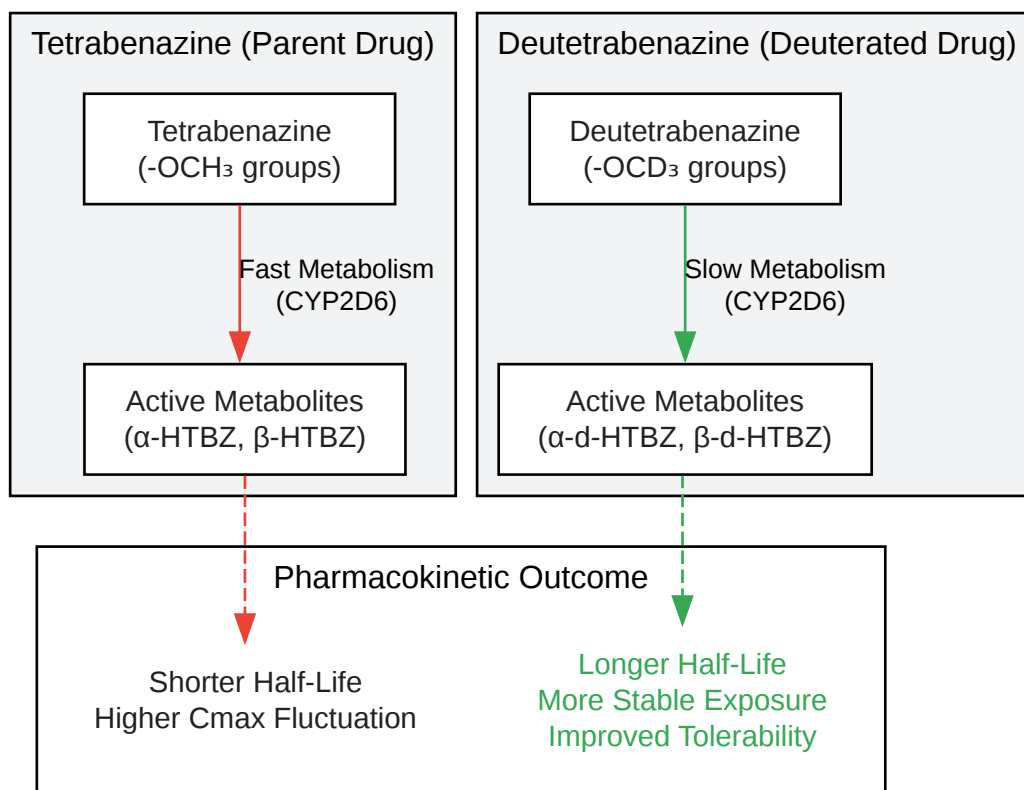 Tetrabenazine (Parent Drug)
Tetrabenazine
(-OCH₃ groups)
Fast Metabolism
(CYP2D6)
Active Metabolites
(α-HTBZ, β-HTBZ)
Deutetrabenazine (Deuterated Drug)
Deutetrabenazine
(-OCD₃ groups)
Slow Metabolism
(CYP2D6)
Active Metabolites
(α-d-HTBZ, β-d-HTBZ)
Pharmacokinetic Outcome
Shorter Half-Life
Higher Cmax Fluctuation
Longer Half-Life
More Stable Exposure
Improved Tolerability